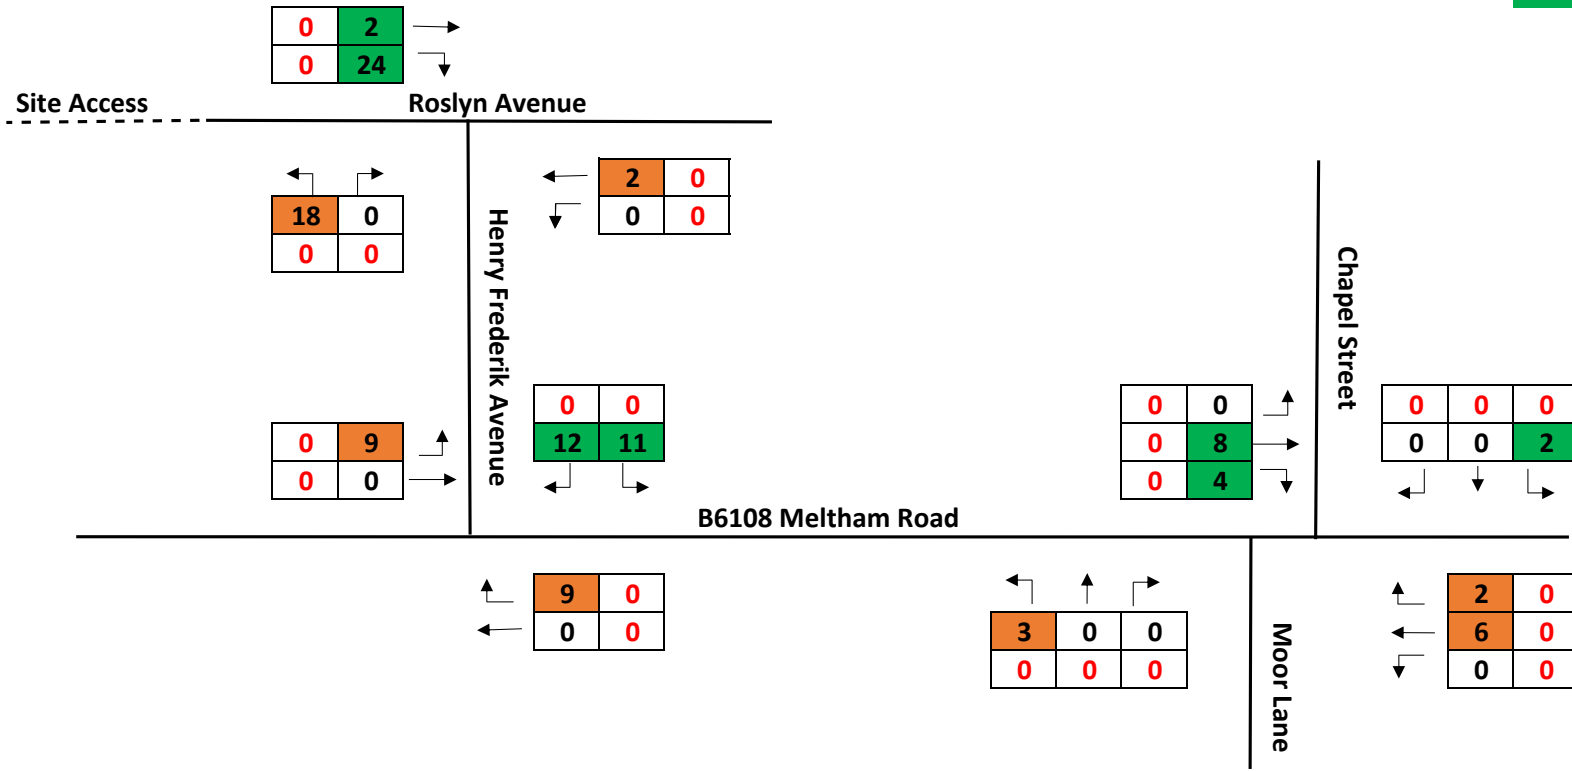 0 2
0 24
Site Access
Roslyn Avenue
2 0
0 0
18 0
0 0
Henry Frederik Avenue
Chapel Street
0 9
0 0
0 0
12 11
0 0
0 8
0 4
0 0 0
0 0 2
B6108 Meltham Road
9 0
0 0
3 0 0
0 0 0
Moor Lane
2 0
6 0
0 0